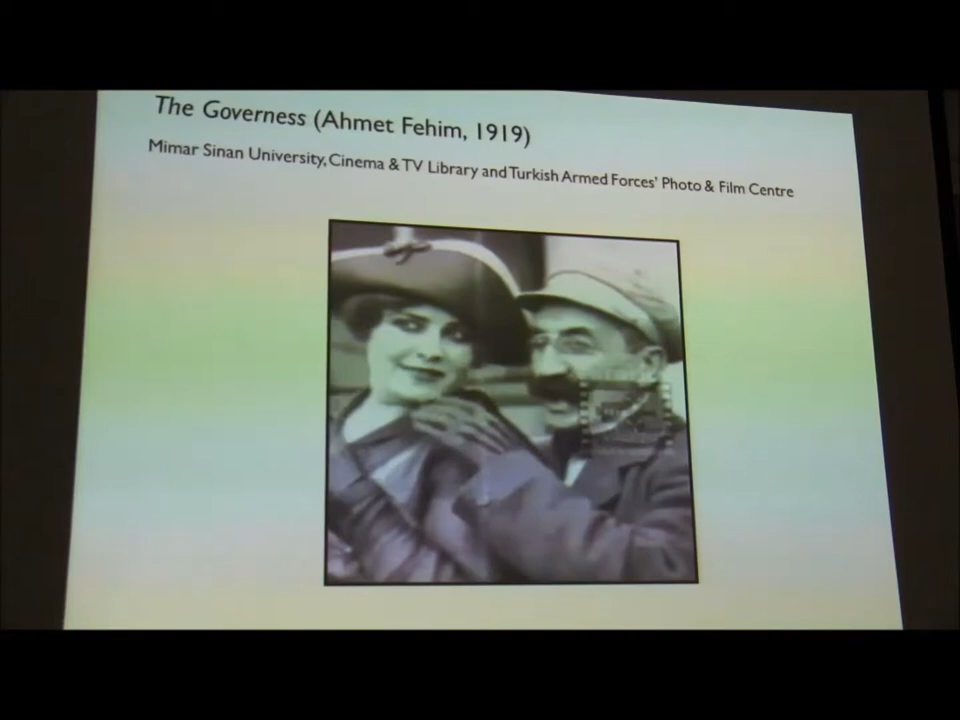 The Governess (Ahmet Fehim, 1919)
Mimar Sinan University, Cinema & TV Library and Turkish Armed Forces' Photo & Film Centre